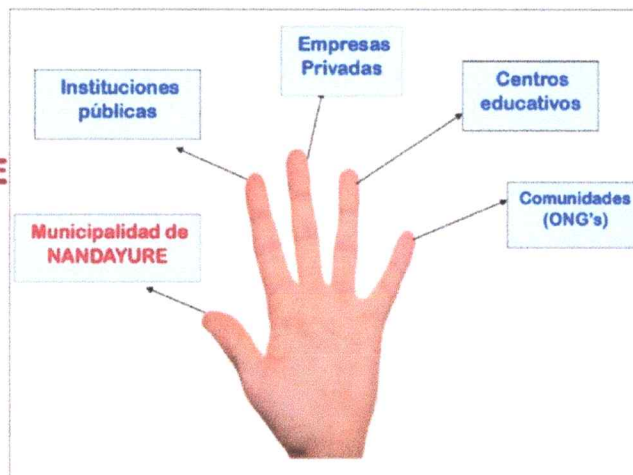 Empresas
Privadas
Instituciones
públicas
Centros
educativos
Comunidades
(ONG's)
Municipalidad de
NANDAYURE